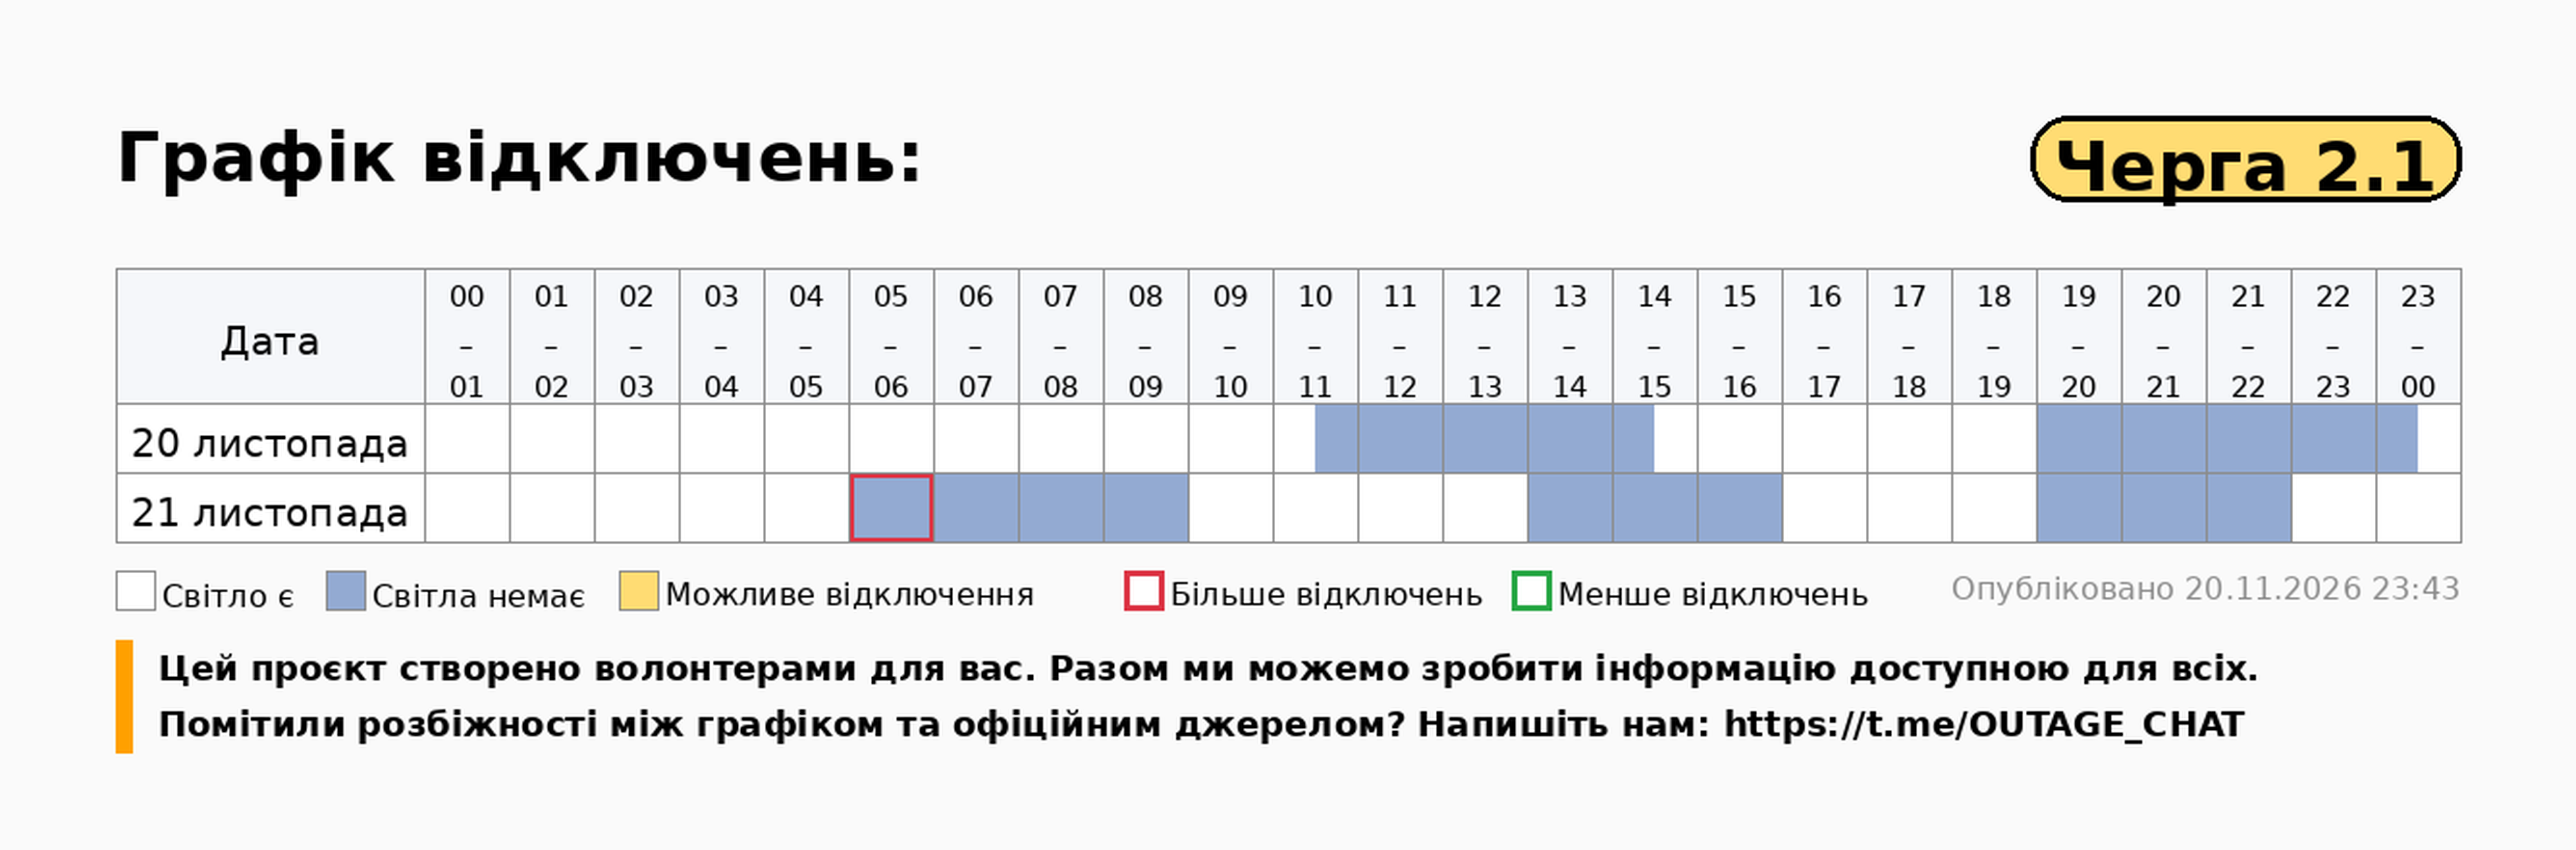 Графік відключень:
Черга 2.1
Дата 00 – 01 01 – 02 02 – 03 03 – 04 04 – 05 05 – 06 06 – 07 07 – 08 08 – 09 09 – 10 10 – 11 11 – 12 12 – 13 13 – 14 14 – 15 15 – 16 16 – 17 17 – 18 18 – 19 19 – 20 20 – 21 21 – 22 22 – 23 23 – 00
20 листопада
21 листопада
Світло є Світла немає Можливе відключення Більше відключень Менше відключень Опубліковано 20.11.2026 23:43
Цей проєкт створено волонтерами для вас. Разом ми можемо зробити інформацію доступною для всіх.
Помітили розбіжності між графіком та офіційним джерелом? Напишіть нам: https://t.me/OUTAGE_CHAT